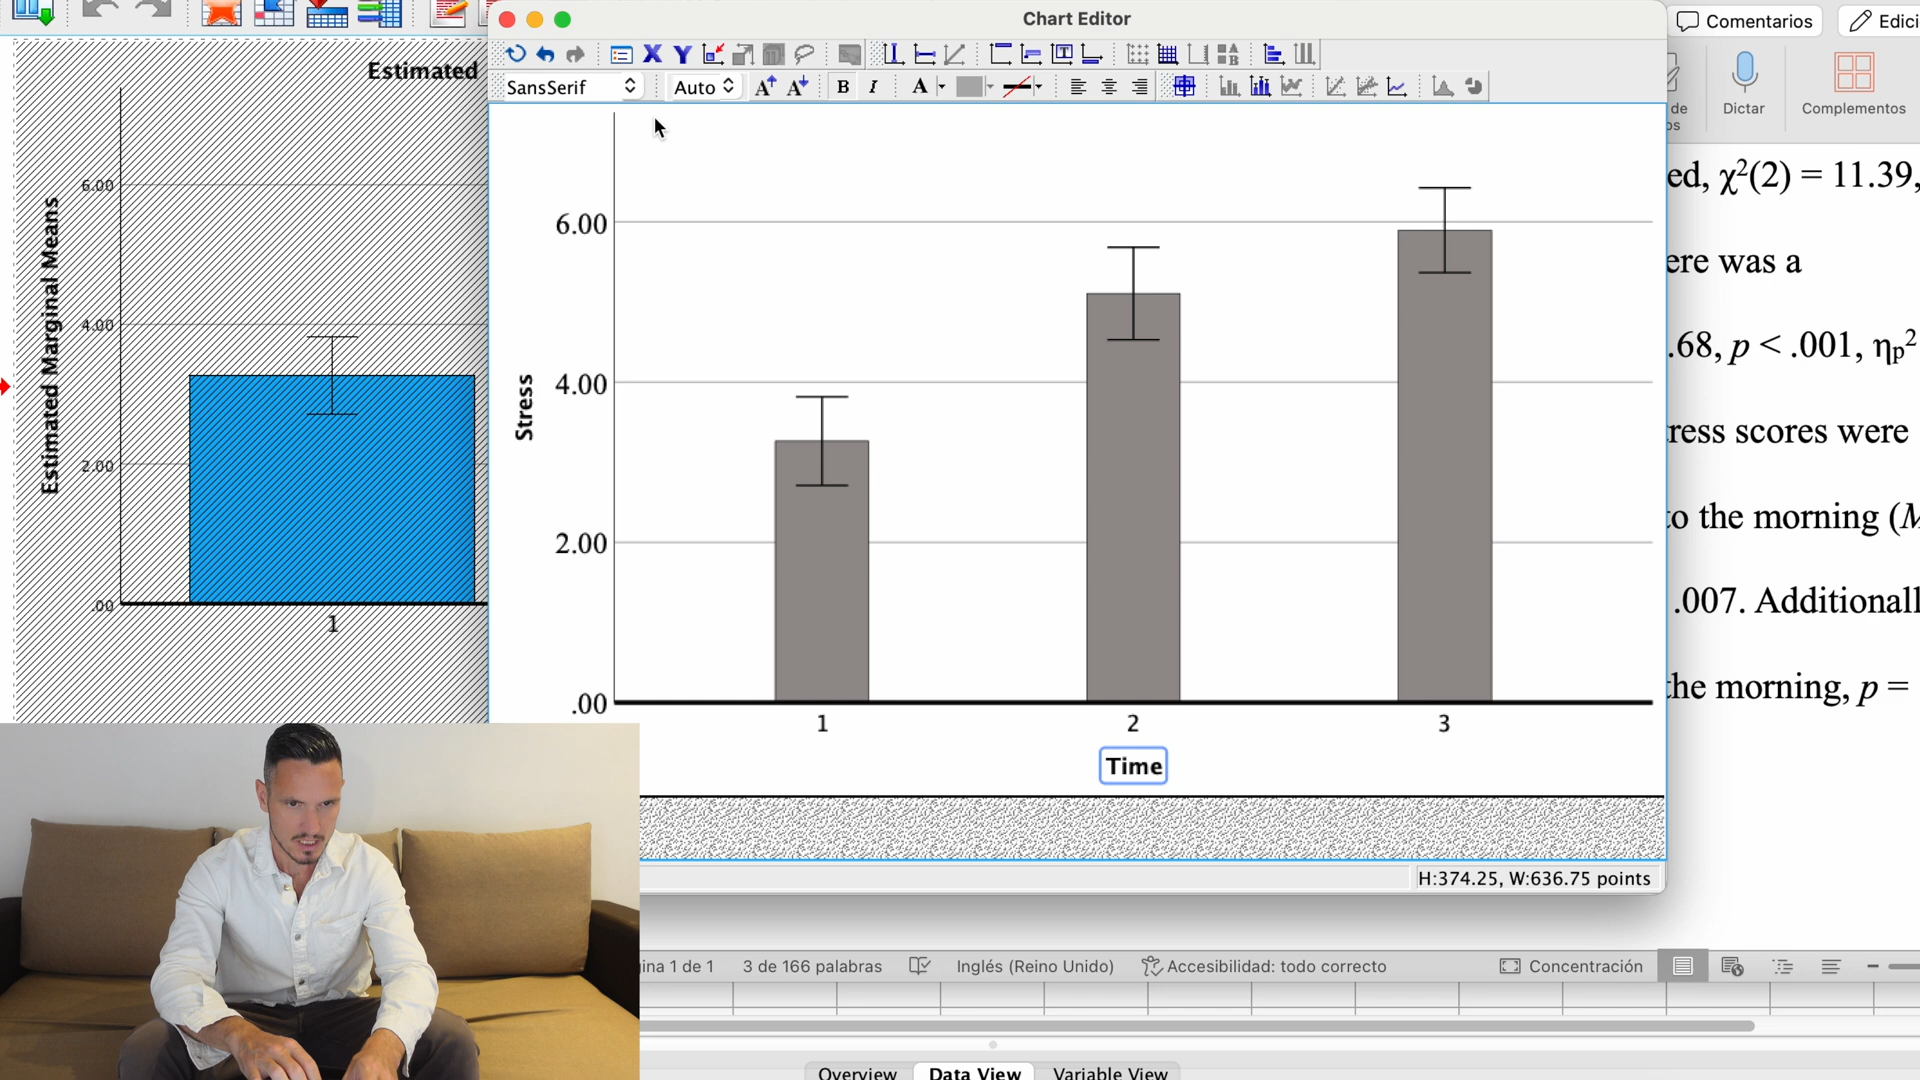 Estimated
Estimated Marginal Means
6.00
4.00
2.00
.00
1
Chart Editor
SansSerif
Auto
B
I
A
Stress
6.00
4.00
2.00
.00
1
2
3
Time
H:374.25, W:636.75 points
Comentarios
Edici
Dictar
Complementos
de
os
ed, χ²(2) = 11.39,
ere was a
.68, p < .001, ηp²
ress scores were
to the morning (M
.007. Additionall
the morning, p =
ina 1 de 1
3 de 166 palabras
Inglés (Reino Unido)
Accesibilidad: todo correcto
Concentración
Overview
Data View
Variable View